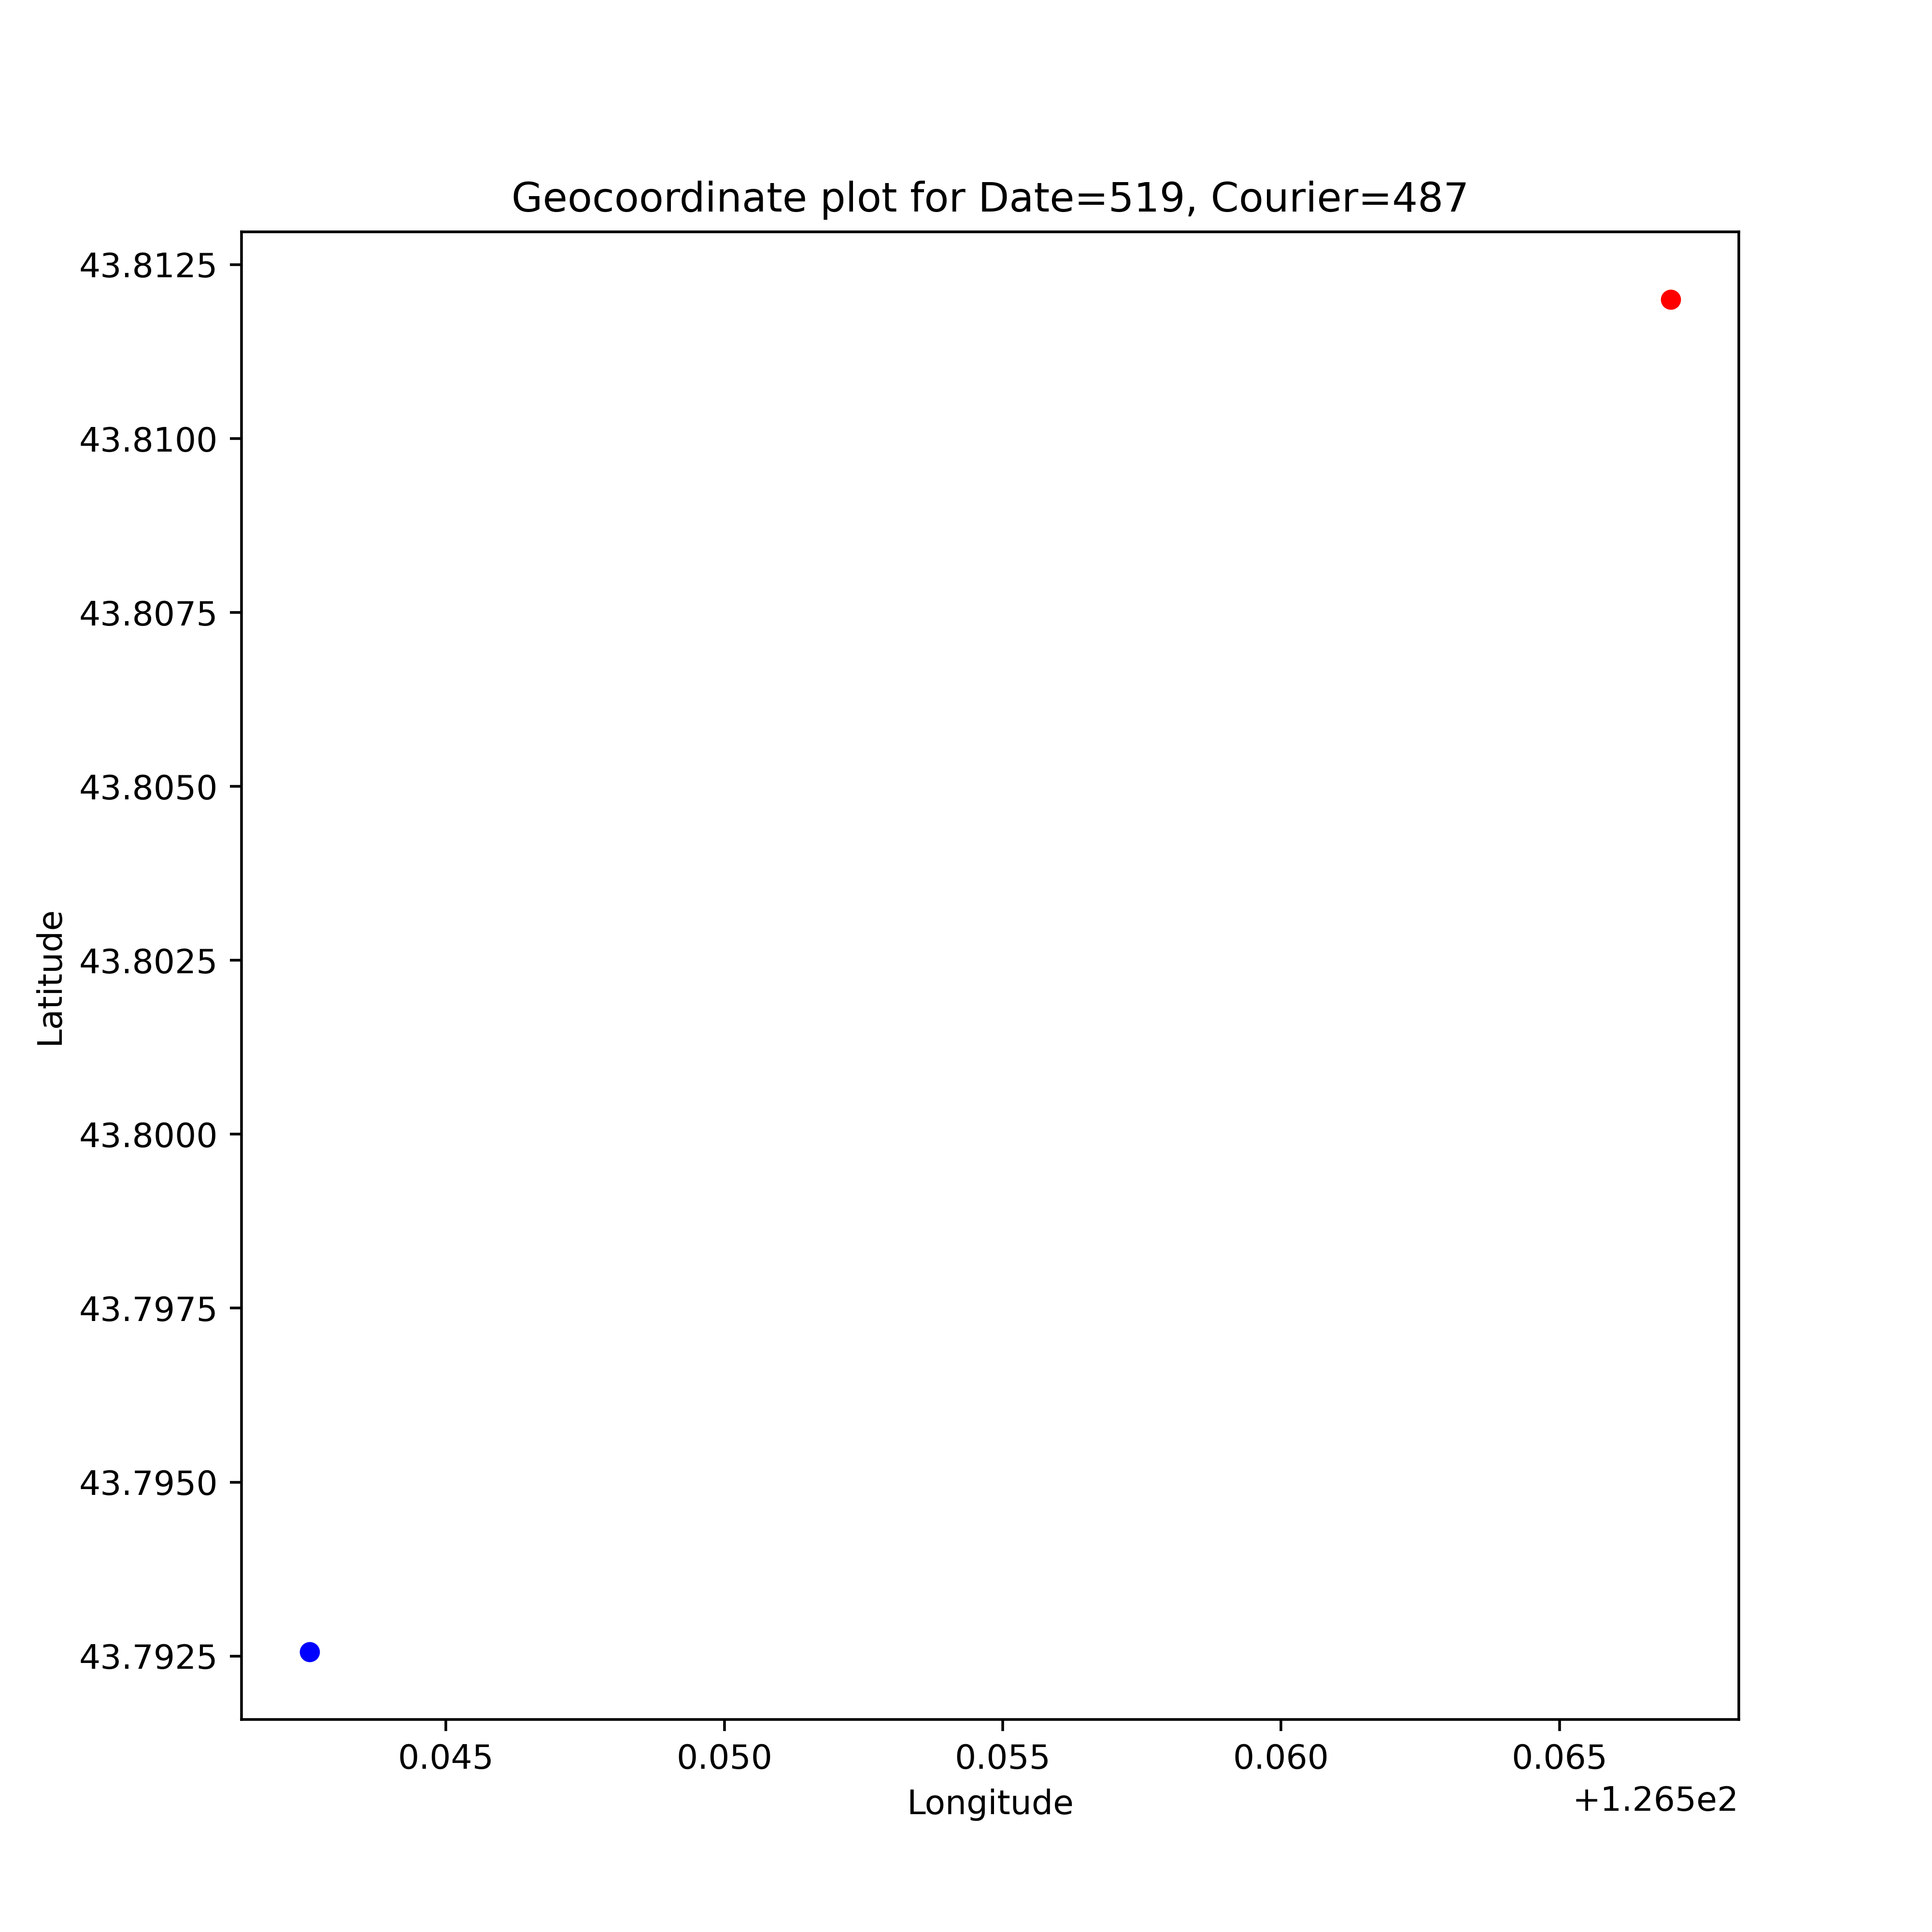 Geocoordinate plot for Date=519, Courier=487
43.8125
43.8100
43.8075
43.8050
43.8025
43.8000
43.7975
43.7950
43.7925
Latitude
0.045 0.050 0.055 0.060 0.065
Longitude
+1.265e2